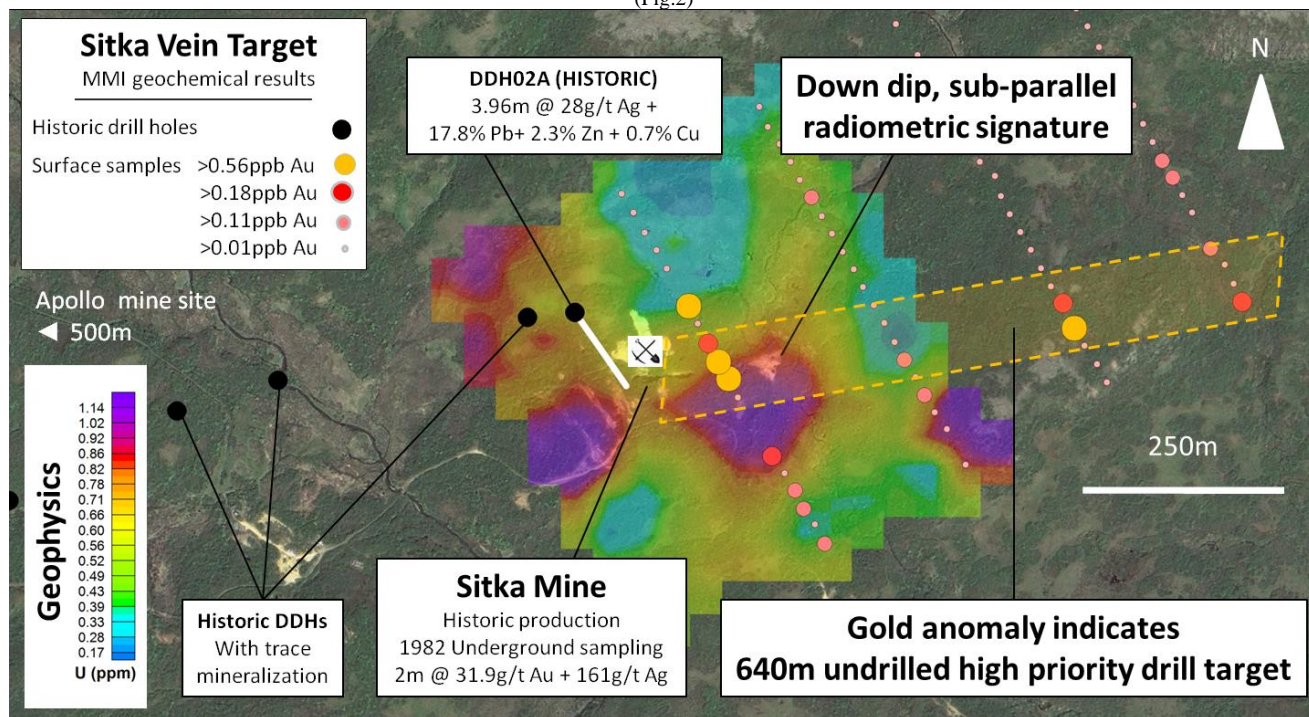 (Fig.2)
Sitka Vein Target
MMI geochemical results
Historic drill holes
Surface samples >0.56ppb Au
>0.18ppb Au
>0.11ppb Au
>0.01ppb Au
DDH02A (HISTORIC)
3.96m @ 28g/t Ag +
17.8% Pb+ 2.3% Zn + 0.7% Cu
Down dip, sub-parallel
radiometric signature
N
Apollo mine site
500m
250m
Geophysics
1.14
1.02
0.92
0.86
0.82
0.78
0.71
0.66
0.60
0.56
0.52
0.49
0.43
0.39
0.33
0.28
0.17
U (ppm)
Historic DDHs
With trace
mineralization
Sitka Mine
Historic production
1982 Underground sampling
2m @ 31.9g/t Au + 161g/t Ag
Gold anomaly indicates
640m undrilled high priority drill target